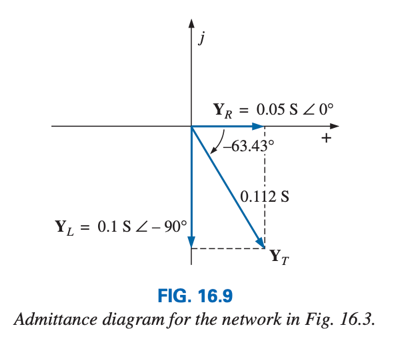 j
Y_R = 0.05 S ∠0°
+
–63.43°
0.112 S
Y_L = 0.1 S ∠–90°
Y_T
FIG. 16.9
Admittance diagram for the network in Fig. 16.3.